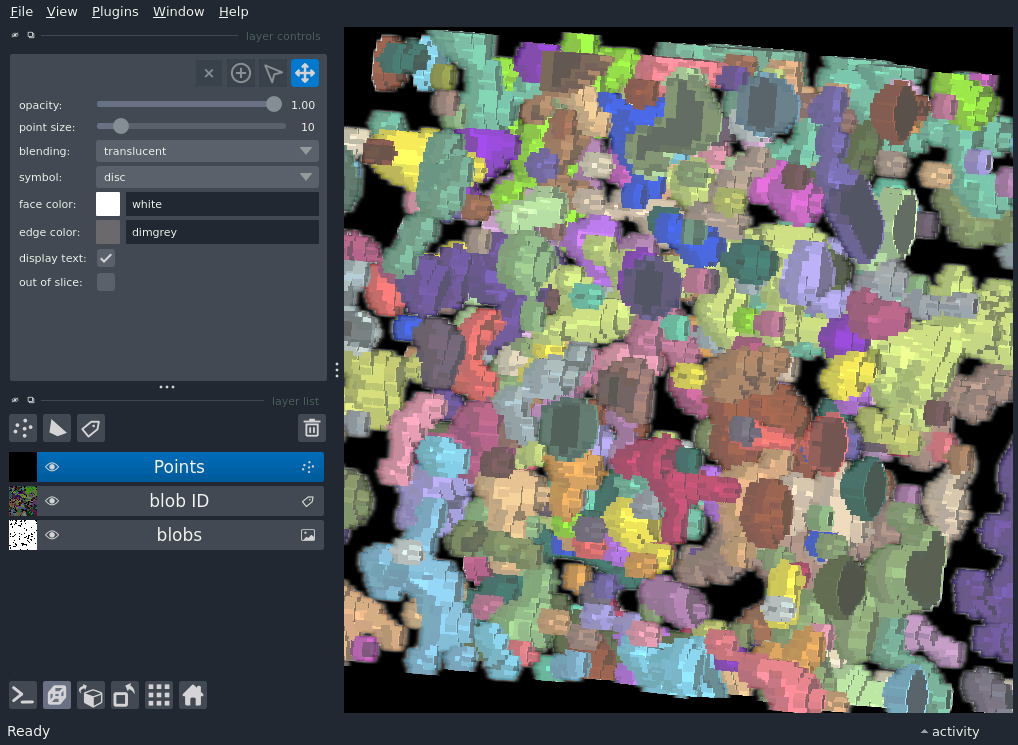 File View Plugins Window Help
layer controls
opacity: 1.00
point size: 10
blending: translucent
symbol: disc
face color: white
edge color: dimgrey
display text:
out of slice:
layer list
Points
blob ID
blobs
Ready activity